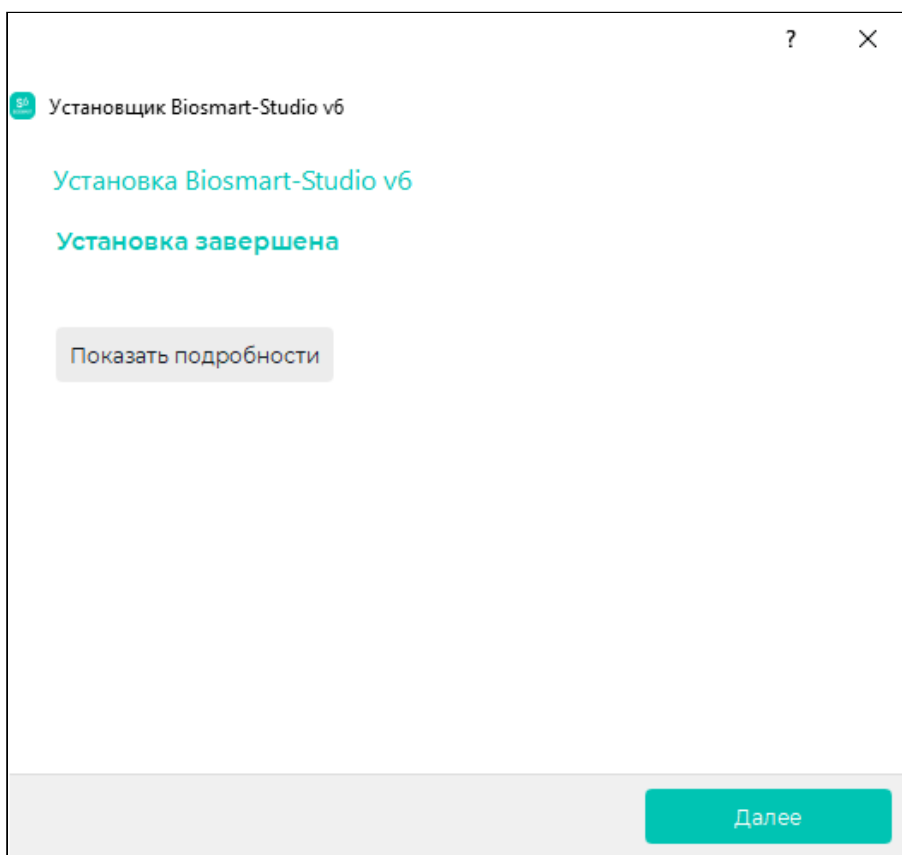 ?
Установщик Biosmart-Studio v6
Установка Biosmart-Studio v6
Установка завершена
Показать подробности
Далее